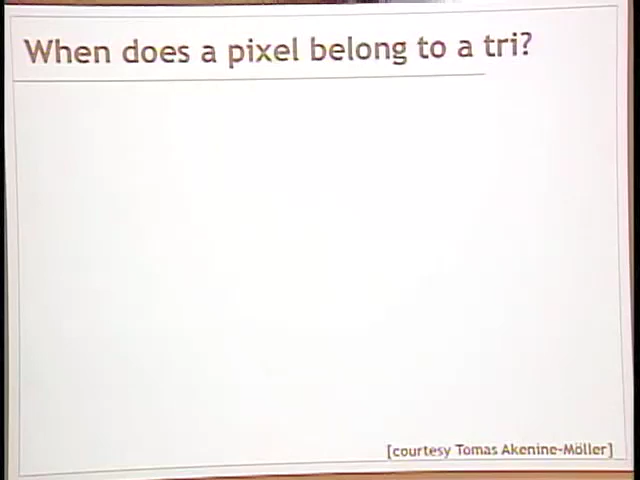 When does a pixel belong to a tri?
[courtesy Tomas Akenine-Möller]